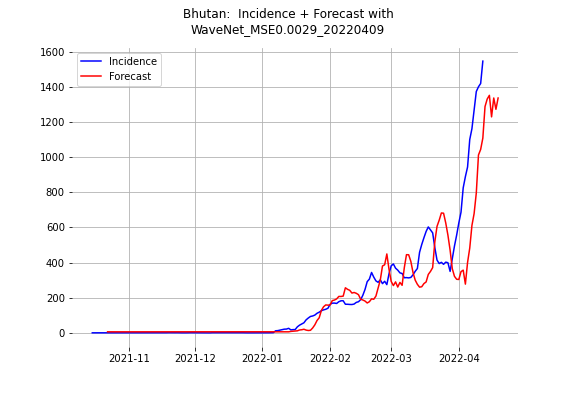 Bhutan:  Incidence + Forecast with
WaveNet_MSE0.0029_20220409
Incidence
Forecast
1600
1400
1200
1000
800
600
400
200
0
2021-11 2021-12 2022-01 2022-02 2022-03 2022-04